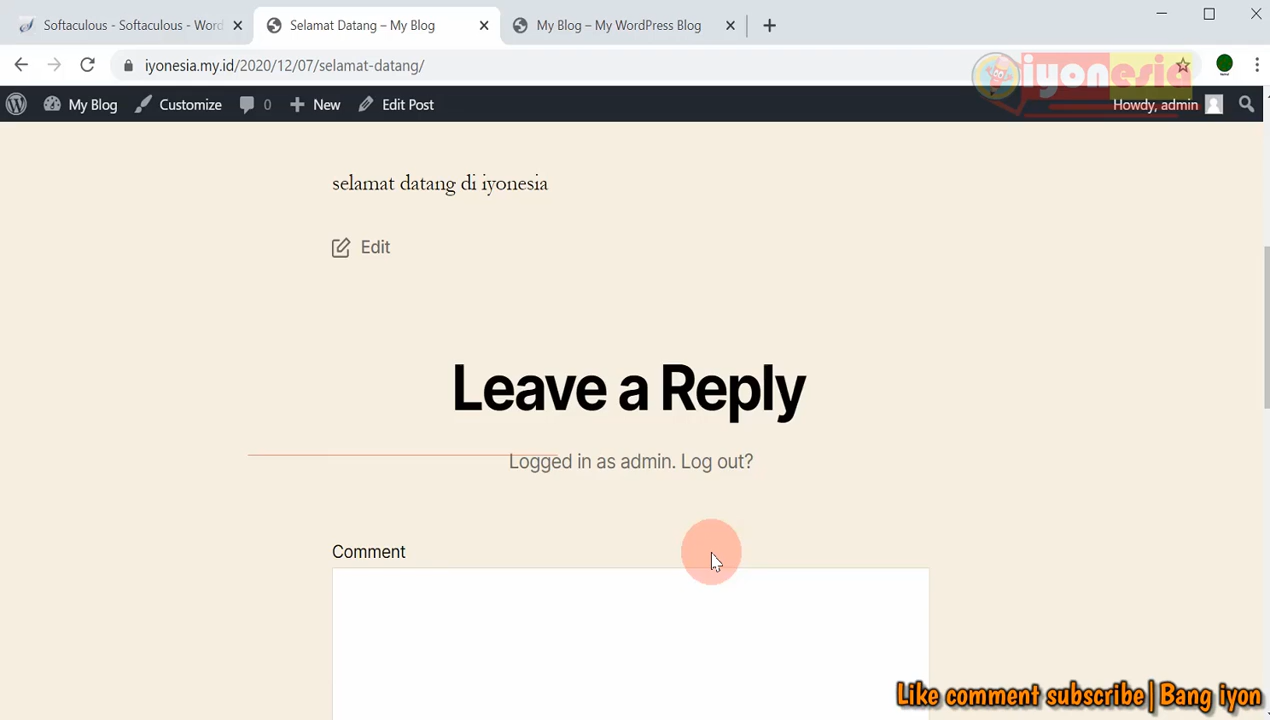 Softaculous - Softaculous - Word
Selamat Datang – My Blog
My Blog – My WordPress Blog
iyonesia.my.id/2020/12/07/selamat-datang/
iyonesia
My Blog
Customize
0
New
Edit Post
Howdy, admin
selamat datang di iyonesia
Edit
Leave a Reply
Logged in as admin. Log out?
Comment
Like comment subscribe| Bang iyon